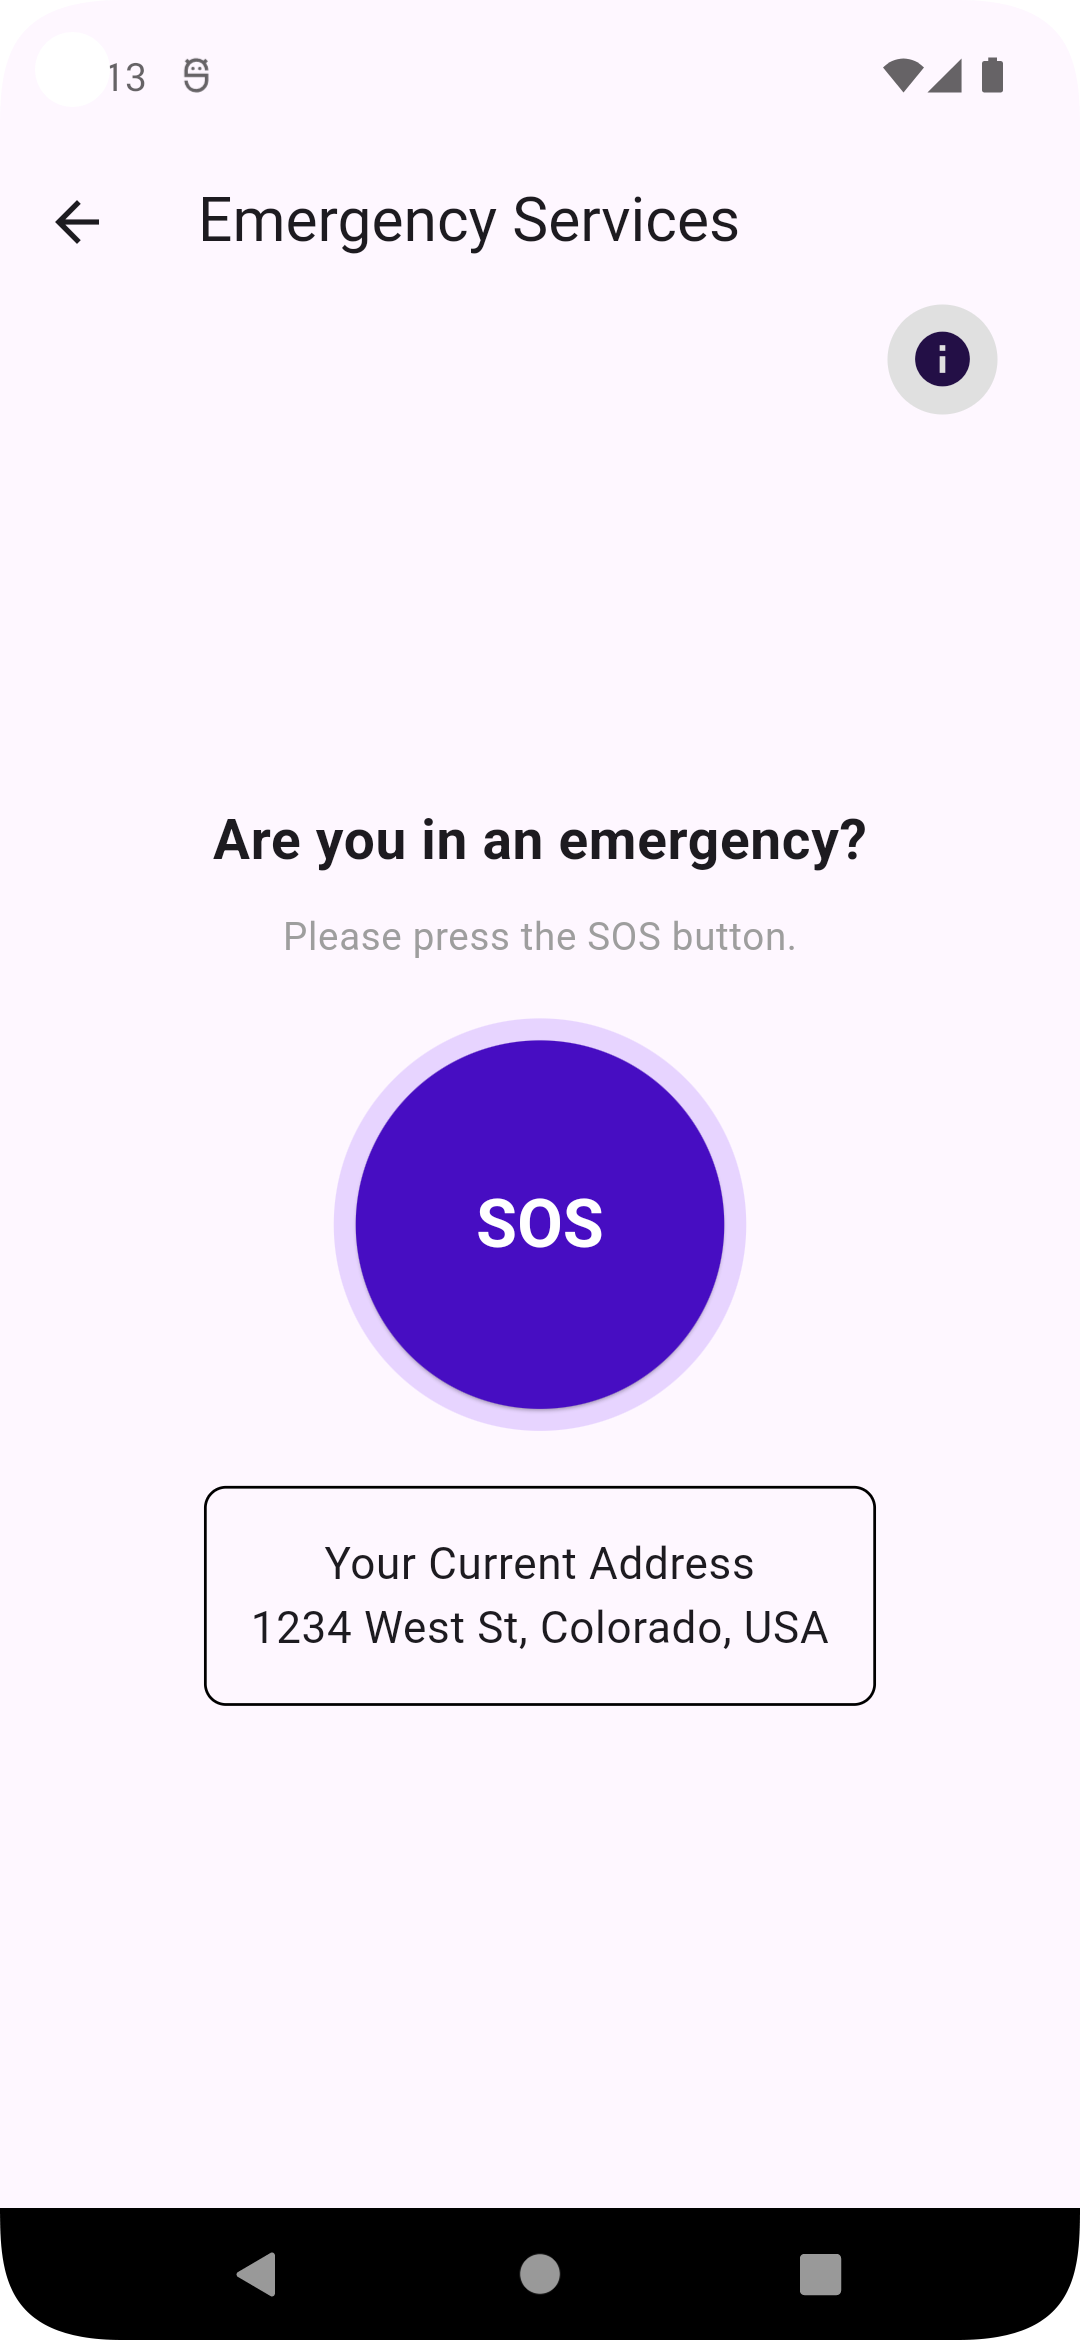 13
Emergency Services
Are you in an emergency?
Please press the SOS button.
SOS
Your Current Address
1234 West St, Colorado, USA